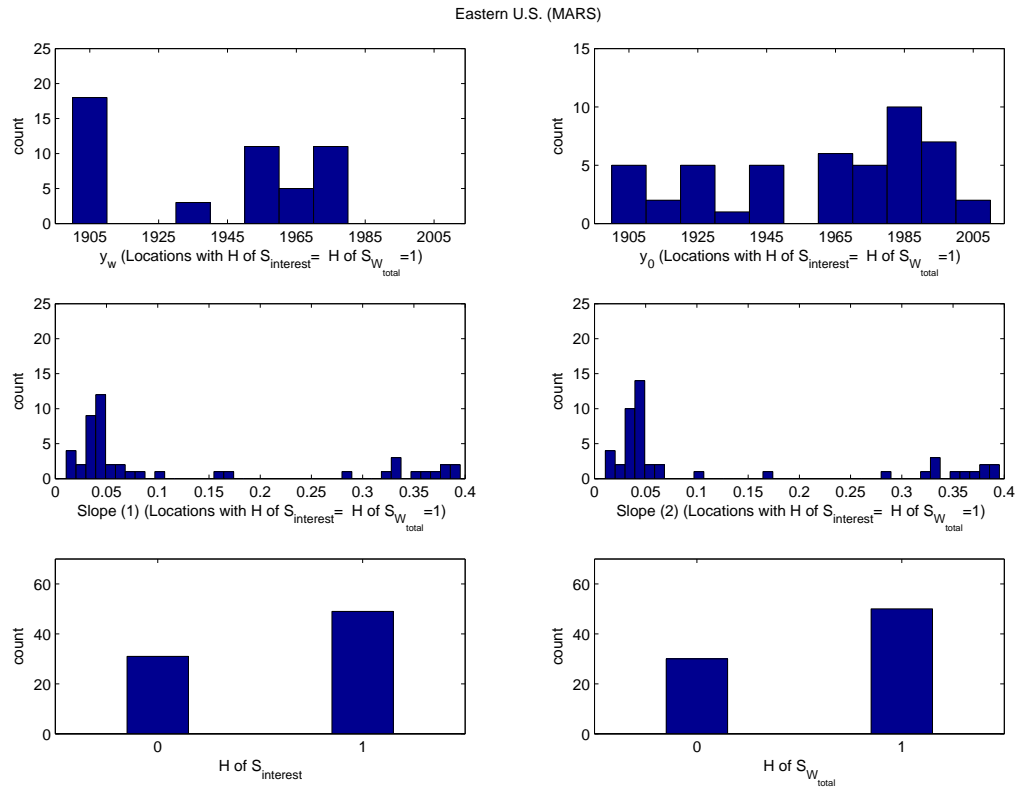 Eastern U.S. (MARS)
25
20
15
10
5
0
count
1905 1925 1945 1965 1985 2005
y_w (Locations with H of S_interest= H of S_W_total =1)
15
10
5
0
count
1905 1925 1945 1965 1985 2005
y_0 (Locations with H of S_interest= H of S_W_total =1)
25
20
15
10
5
0
count
0 0.05 0.1 0.15 0.2 0.25 0.3 0.35 0.4
Slope (1) (Locations with H of S_interest= H of S_W_total =1)
25
20
15
10
5
0
count
0 0.05 0.1 0.15 0.2 0.25 0.3 0.35 0.4
Slope (2) (Locations with H of S_interest= H of S_W_total =1)
60
40
20
0
count
0 1
H of S_interest
60
40
20
0
count
0 1
H of S_W_total